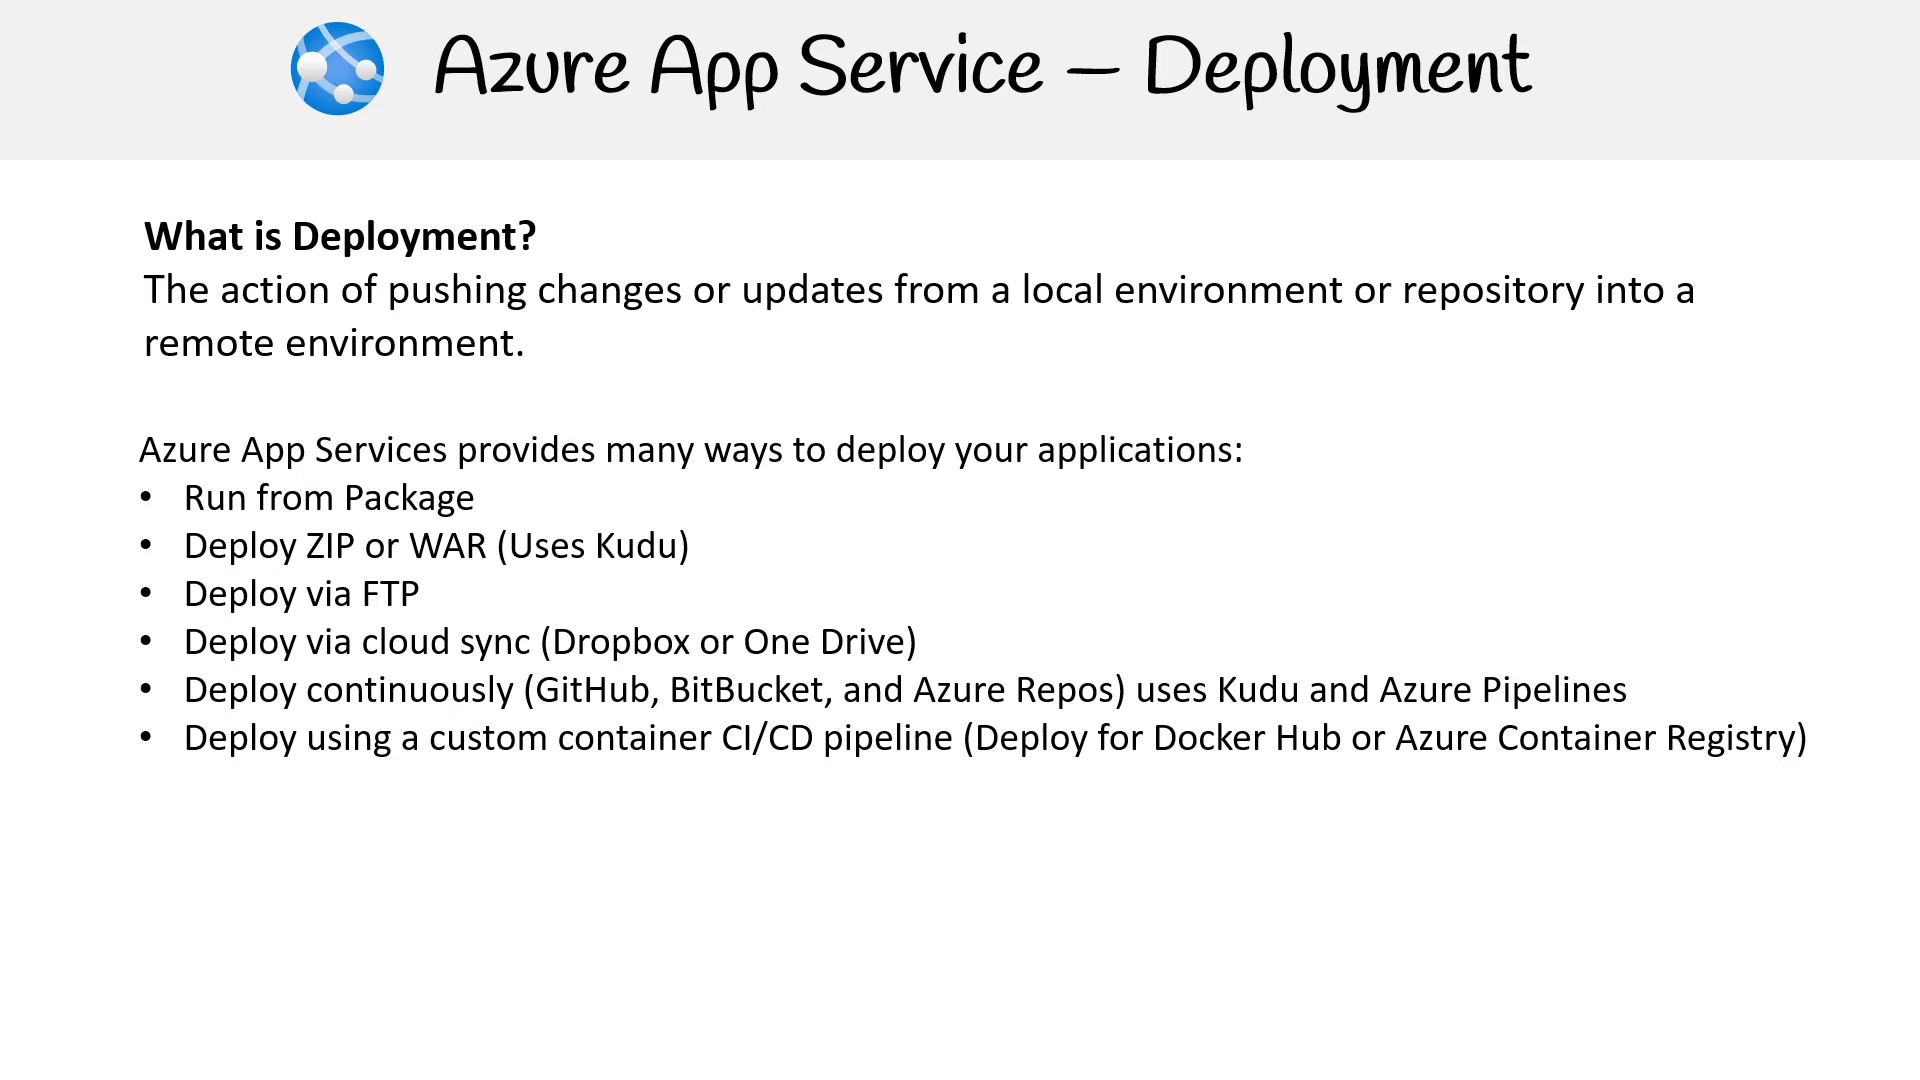 Azure App Service – Deployment
What is Deployment?
The action of pushing changes or updates from a local environment or repository into a
remote environment.
Azure App Services provides many ways to deploy your applications:
• Run from Package
• Deploy ZIP or WAR (Uses Kudu)
• Deploy via FTP
• Deploy via cloud sync (Dropbox or One Drive)
• Deploy continuously (GitHub, BitBucket, and Azure Repos) uses Kudu and Azure Pipelines
• Deploy using a custom container CI/CD pipeline (Deploy for Docker Hub or Azure Container Registry)